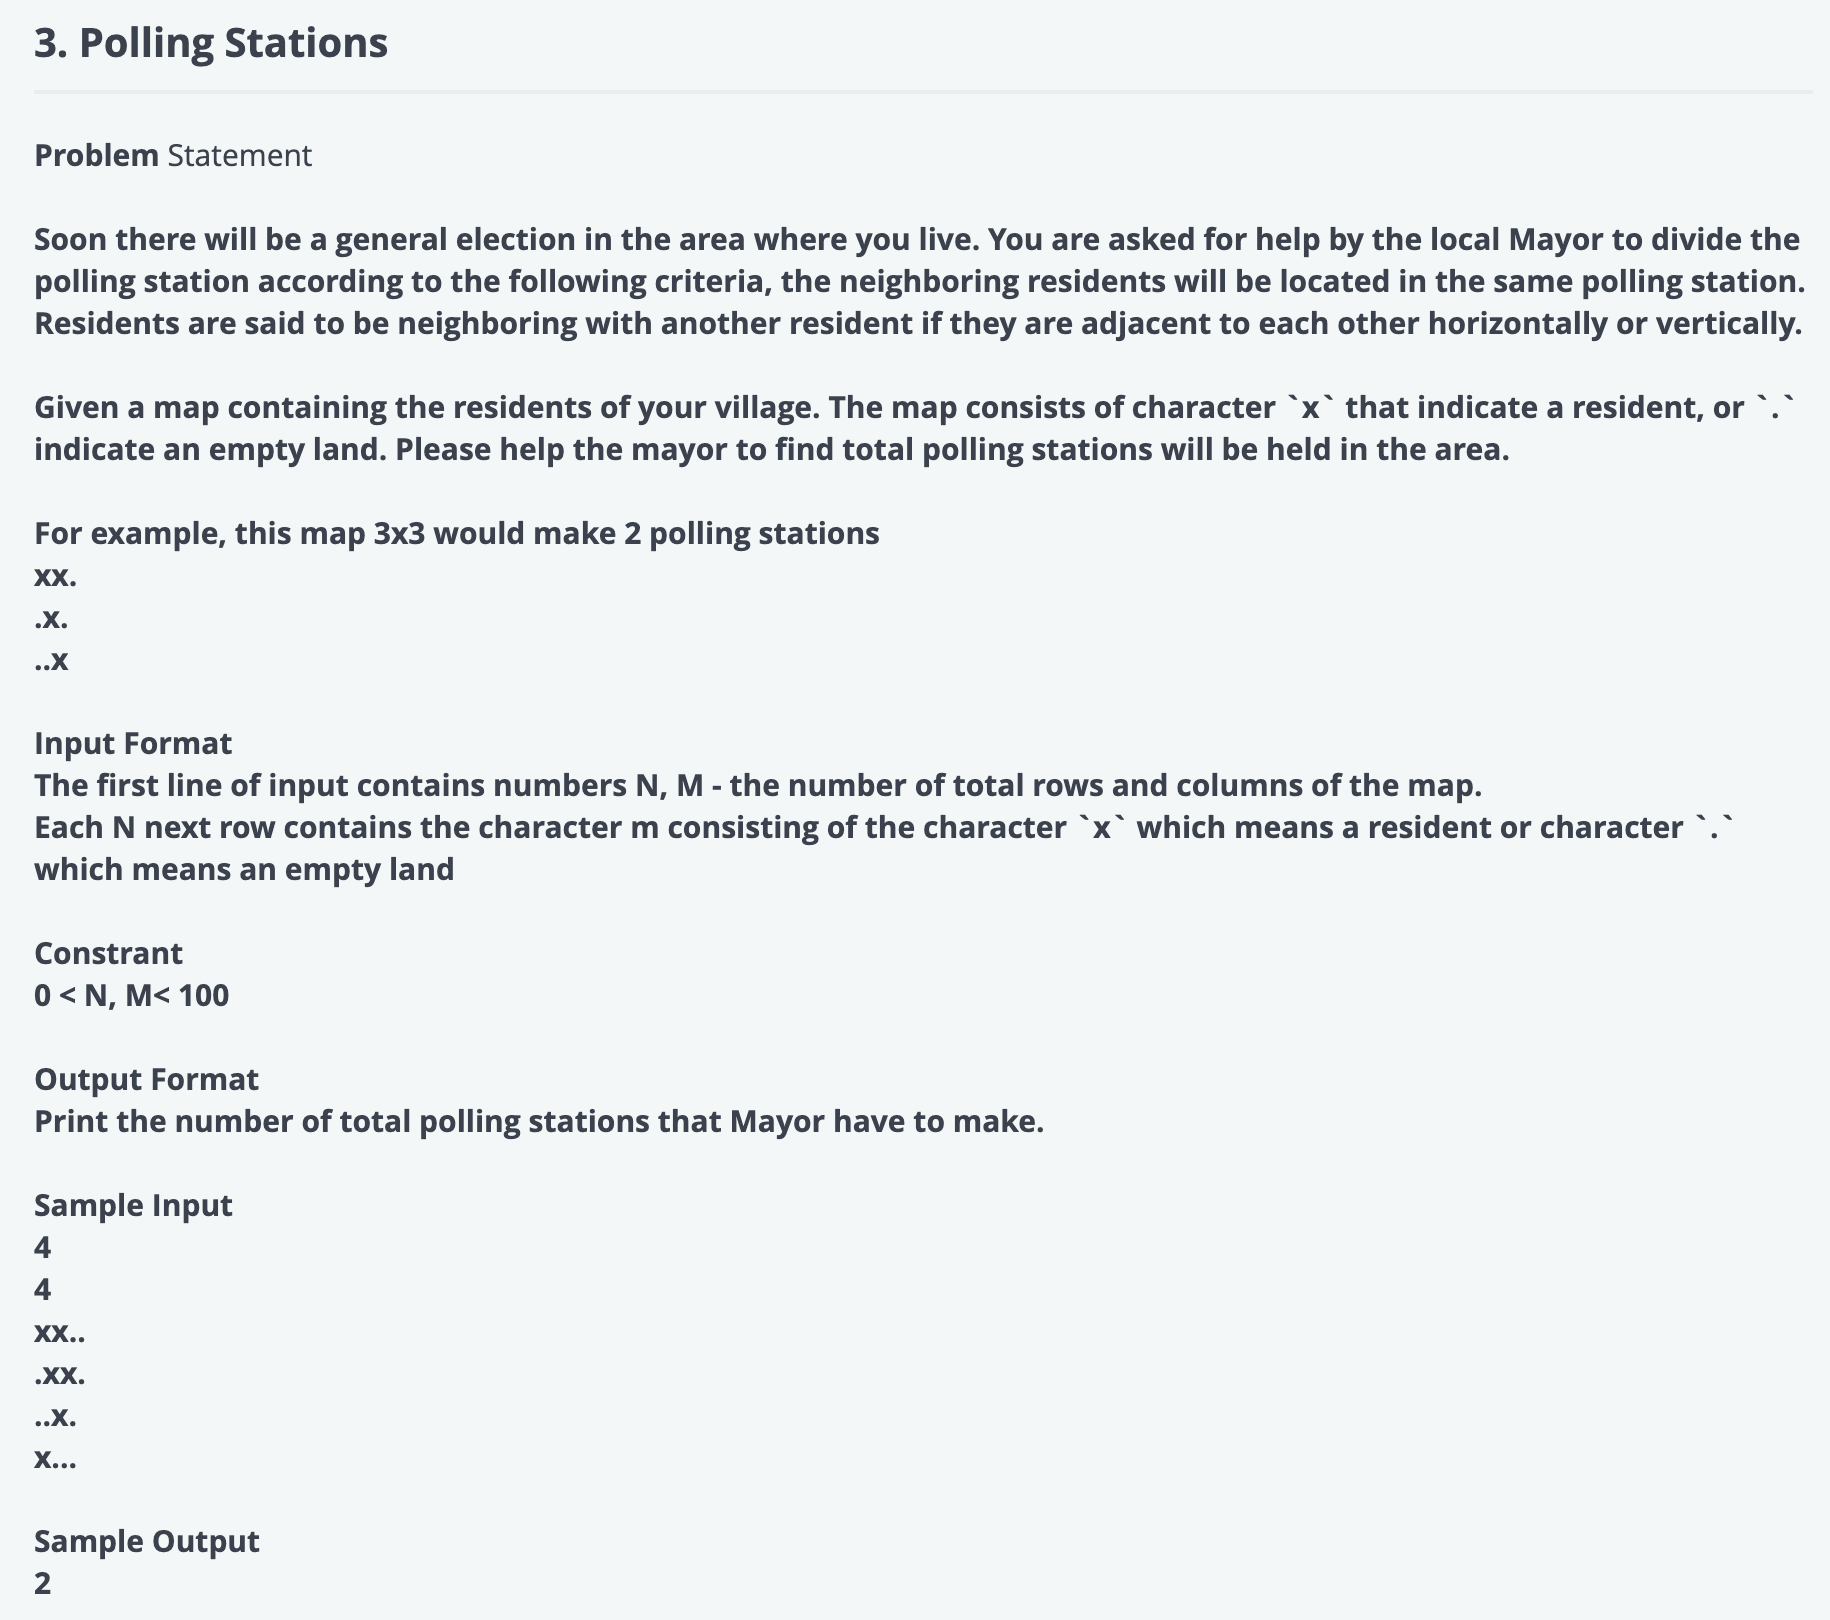 3. Polling Stations
Problem Statement
Soon there will be a general election in the area where you live. You are asked for help by the local Mayor to divide the
polling station according to the following criteria, the neighboring residents will be located in the same polling station.
Residents are said to be neighboring with another resident if they are adjacent to each other horizontally or vertically.
Given a map containing the residents of your village. The map consists of character `x` that indicate a resident, or `.`
indicate an empty land. Please help the mayor to find total polling stations will be held in the area.
For example, this map 3x3 would make 2 polling stations
xx.
.x.
..x
Input Format
The first line of input contains numbers N, M - the number of total rows and columns of the map.
Each N next row contains the character m consisting of the character `x` which means a resident or character `.`
which means an empty land
Constrant
0 < N, M< 100
Output Format
Print the number of total polling stations that Mayor have to make.
Sample Input
4
4
xx..
.xx.
..x.
x...
Sample Output
2